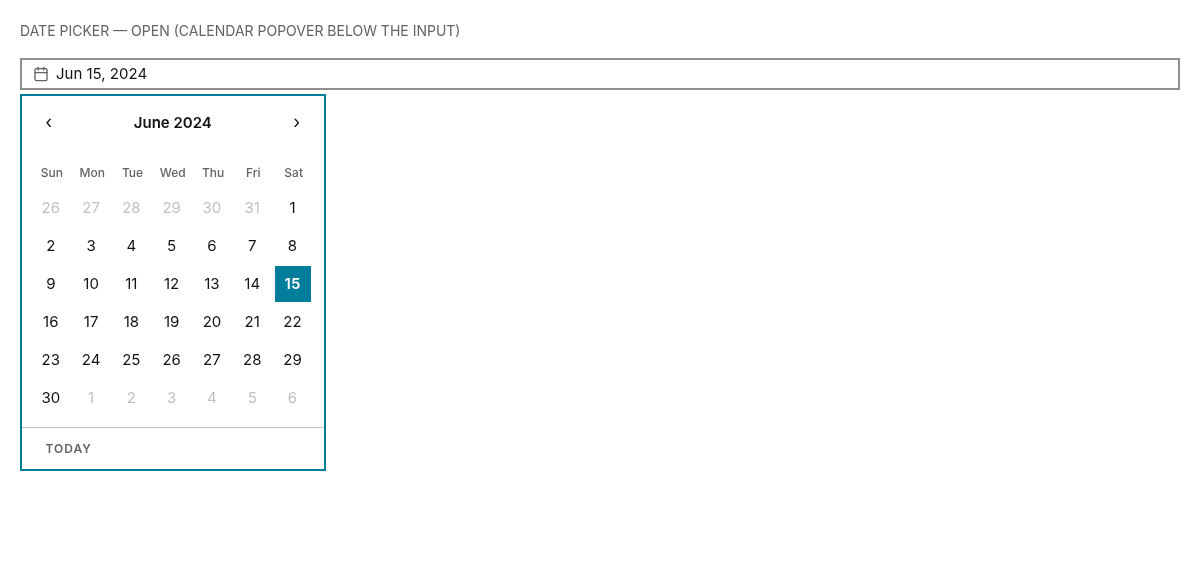 DATE PICKER — OPEN (CALENDAR POPOVER BELOW THE INPUT)
Jun 15, 2024
‹ June 2024 ›
Sun Mon Tue Wed Thu Fri Sat
26 27 28 29 30 31 1
2 3 4 5 6 7 8
9 10 11 12 13 14 15
16 17 18 19 20 21 22
23 24 25 26 27 28 29
30 1 2 3 4 5 6
TODAY